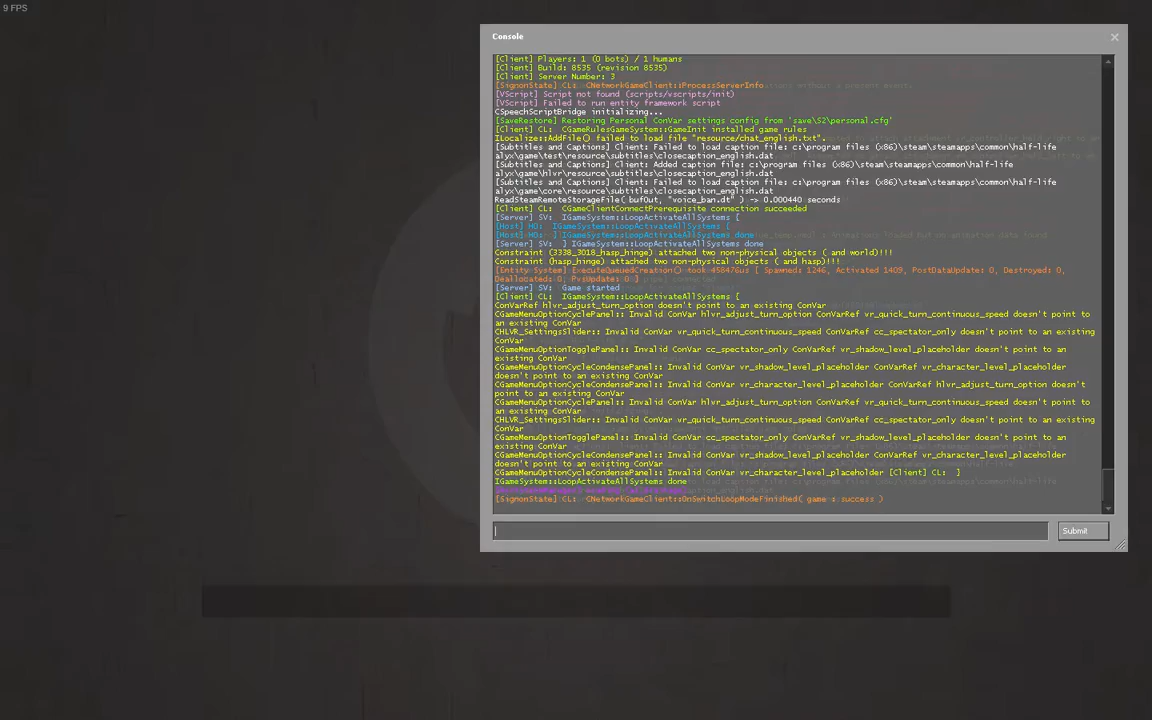 9 FPS
Console
[Client] Players: 1 (0 bots) / 1 humans
[Client] Build: 8535 (revision 8535)
[Client] Server Number: 3
[SignonState] CL:  CNetworkGameClient::ProcessServerInfo
[VScript] Script not found (scripts/vscripts/init)
[VScript] Failed to run entity framework script
CSpeechScriptBridge initializing...
[SaveRestore] Restoring Personal ConVar settings config from 'save\S2\personal.cfg'
[Client] CL:  CGameRulesGameSystem::GameInit installed game rules
ILocalize::AddFile() failed to load file "resource/chat_english.txt".
[Subtitles and Captions] Client: Failed to load caption file: c:\program files (x86)\steam\steamapps\common\half-life
alyx\game\test\resource\subtitles\closecaption_english.dat
[Subtitles and Captions] Client: Added caption file: c:\program files (x86)\steam\steamapps\common\half-life
alyx\game\hlvr\resource\subtitles\closecaption_english.dat
[Subtitles and Captions] Client: Failed to load caption file: c:\program files (x86)\steam\steamapps\common\half-life
alyx\game\core\resource\subtitles\closecaption_english.dat
ReadSteamRemoteStorageFile( bufOut, "voice_ban.dt" ) -> 0.000440 seconds
[Client] CL:  CGameClientConnectPrerequisite connection succeeded
[Server] SV:  IGameSystem::LoopActivateAllSystems [
[Host] HO:  IGameSystem::LoopActivateAllSystems [
[Host] HO:  ] IGameSystem::LoopActivateAllSystems done
[Server] SV:  ] IGameSystem::LoopActivateAllSystems done
Constraint (3338_3018_hasp_hinge) attached two non-physical objects ( and world)!!!
Constraint (hasp_hinge) attached two non-physical objects ( and hasp)!!!
[Entity System] ExecuteQueuedCreation() took 458476us [ Spawned: 1246, Activated 1409, PostDataUpdate: 0, Destroyed: 0,
Deallocated: 0, PvsUpdate: 0 ]
[Server] SV:  Game started
[Client] CL:  IGameSystem::LoopActivateAllSystems [
ConVarRef hlvr_adjust_turn_option doesn't point to an existing ConVar
CGameMenuOptionCyclePanel:: Invalid ConVar hlvr_adjust_turn_option ConVarRef vr_quick_turn_continuous_speed doesn't point to
an existing ConVar
CHLVR_SettingsSlider:: Invalid ConVar vr_quick_turn_continuous_speed ConVarRef cc_spectator_only doesn't point to an existing
ConVar
CGameMenuOptionTogglePanel:: Invalid ConVar cc_spectator_only ConVarRef vr_shadow_level_placeholder doesn't point to an
existing ConVar
CGameMenuOptionCycleCondensePanel:: Invalid ConVar vr_shadow_level_placeholder ConVarRef vr_character_level_placeholder
doesn't point to an existing ConVar
CGameMenuOptionCycleCondensePanel:: Invalid ConVar vr_character_level_placeholder ConVarRef hlvr_adjust_turn_option doesn't
point to an existing ConVar
CGameMenuOptionCyclePanel:: Invalid ConVar hlvr_adjust_turn_option ConVarRef vr_quick_turn_continuous_speed doesn't point to
an existing ConVar
CHLVR_SettingsSlider:: Invalid ConVar vr_quick_turn_continuous_speed ConVarRef cc_spectator_only doesn't point to an existing
ConVar
CGameMenuOptionTogglePanel:: Invalid ConVar cc_spectator_only ConVarRef vr_shadow_level_placeholder doesn't point to an
existing ConVar
CGameMenuOptionCycleCondensePanel:: Invalid ConVar vr_shadow_level_placeholder ConVarRef vr_character_level_placeholder
doesn't point to an existing ConVar
CGameMenuOptionCycleCondensePanel:: Invalid ConVar vr_character_level_placeholder [Client] CL:  ]
IGameSystem::LoopActivateAllSystems done
[SignonState] CL:  CNetworkGameClient::OnSwitchLoopModeFinished( game : success )
Submit